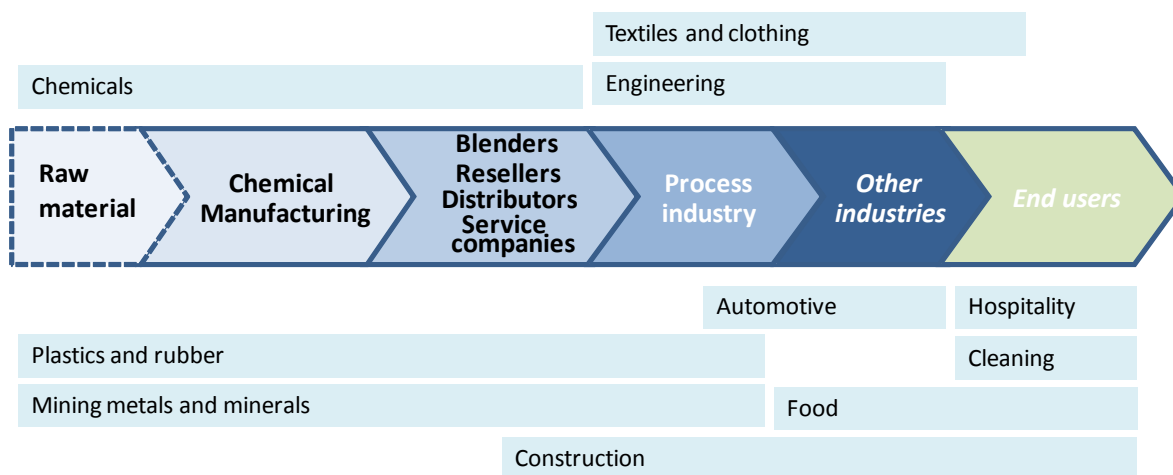 Textiles and clothing
Chemicals
Engineering
Raw
material
Chemical
Manufacturing
Blenders
Resellers
Distributors
Service
companies
Process
industry
Other
industries
End users
Automotive
Hospitality
Plastics and rubber
Cleaning
Mining metals and minerals
Food
Construction